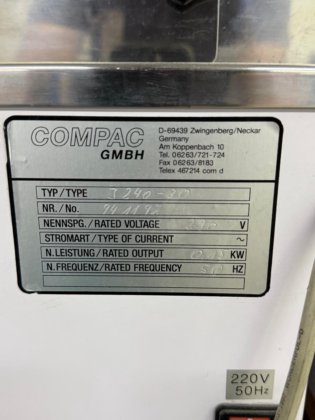 COMPAC
GMBH
D-69439 Zwingenberg/Neckar
Germany
Am Koppenbach 10
Tel. 06263/721-724
Fax 06263/8183
Telex 467214 com d
TYP/TYPE
NR./No.
NENNSPG./RATED VOLTAGE V
STROMART/TYPE OF CURRENT ~
N.LEISTUNG/RATED OUTPUT KW
N.FREQUENZ/RATED FREQUENCY HZ
220V
50Hz